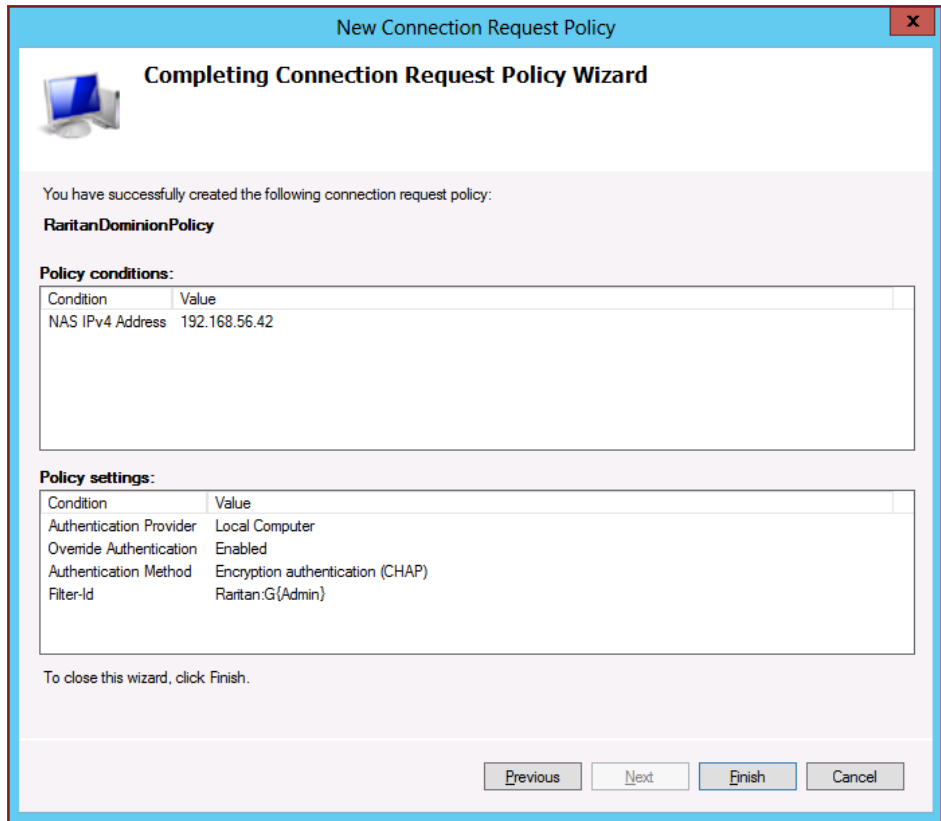 New Connection Request Policy
x
Completing Connection Request Policy Wizard
You have successfully created the following connection request policy:
RaritanDominionPolicy
Policy conditions:
Condition Value
NAS IPv4 Address 192.168.56.42
Policy settings:
Condition Value
Authentication Provider Local Computer
Override Authentication Enabled
Authentication Method Encryption authentication (CHAP)
Filter-Id Raritan:G{Admin}
To close this wizard, click Finish.
Previous Next Finish Cancel